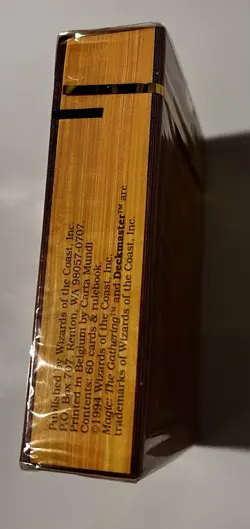 Published by Wizards of the Coast, Inc.
P.O. Box 707, Renton, WA 98057-0707.
Printed in Belgium by Carta Mundi
Contents: 60 cards & rulebook.
©1994 Wizards of the Coast, Inc.
Magic: The Gathering™ and Deckmaster™ are
trademarks of Wizards of the Coast, Inc.